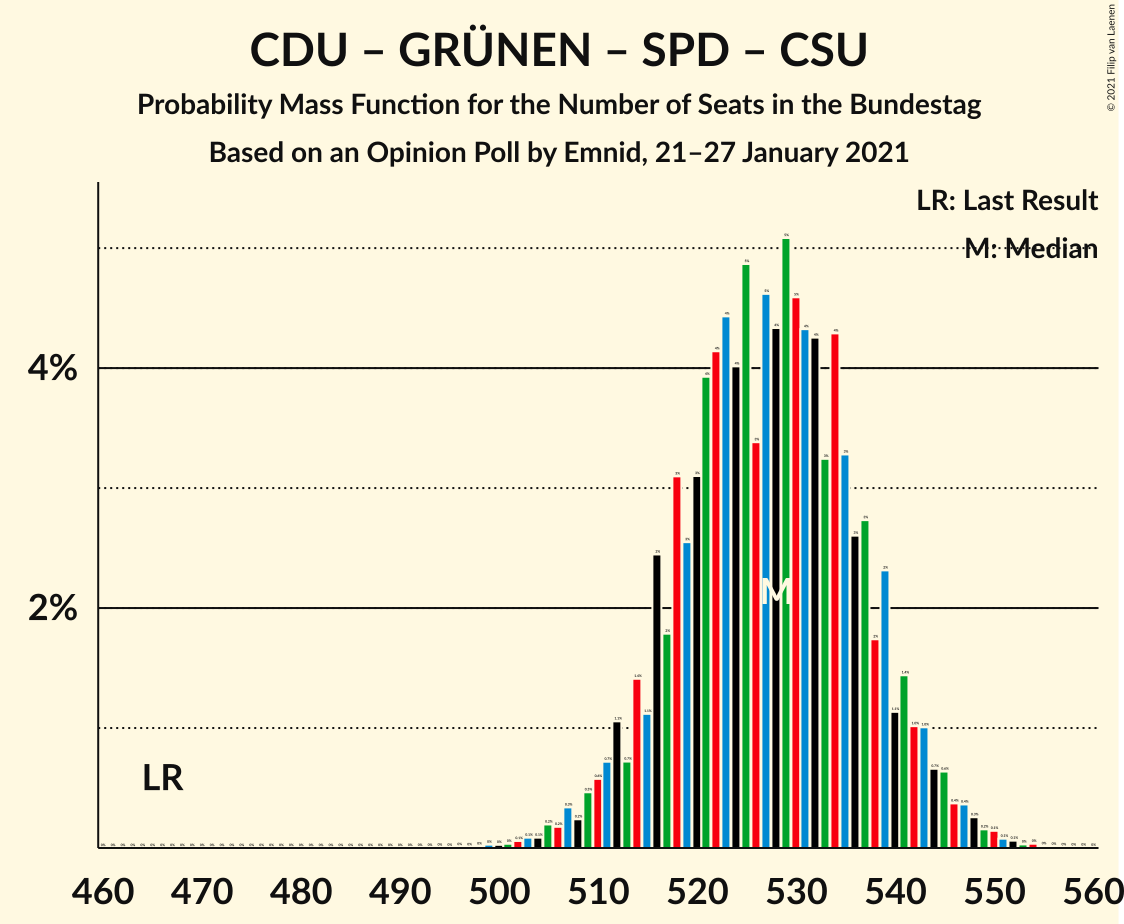 CDU – GRÜNEN – SPD – CSU
Probability Mass Function for the Number of Seats in the Bundestag
Based on an Opinion Poll by Emnid, 21–27 January 2021
© 2021 Filip van Laenen
LR: Last Result
M: Median
4%
2%
LR
M
460 470 480 490 500 510 520 530 540 550 560